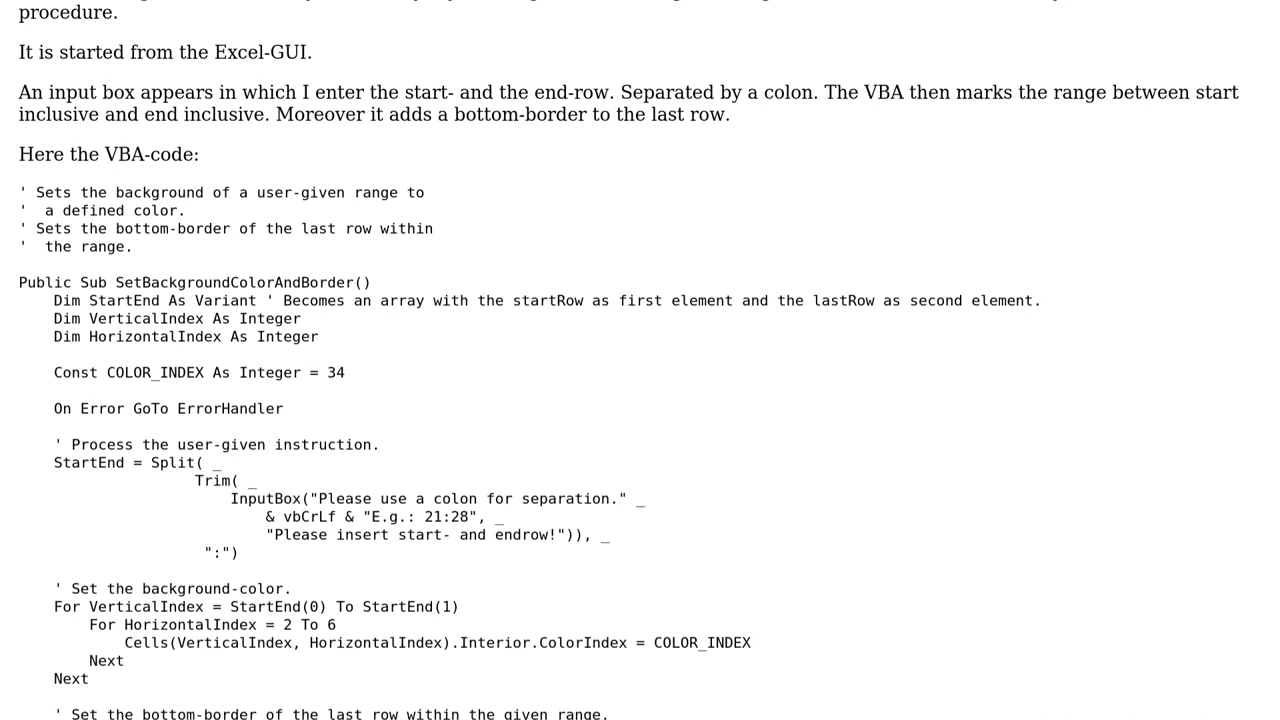 procedure.
It is started from the Excel-GUI.
An input box appears in which I enter the start- and the end-row. Separated by a colon. The VBA then marks the range between start
inclusive and end inclusive. Moreover it adds a bottom-border to the last row.
Here the VBA-code:
' Sets the background of a user-given range to
'  a defined color.
' Sets the bottom-border of the last row within
'  the range.
Public Sub SetBackgroundColorAndBorder()
    Dim StartEnd As Variant ' Becomes an array with the startRow as first element and the lastRow as second element.
    Dim VerticalIndex As Integer
    Dim HorizontalIndex As Integer
    Const COLOR_INDEX As Integer = 34
    On Error GoTo ErrorHandler
    ' Process the user-given instruction.
    StartEnd = Split( _
                    Trim( _
                        InputBox("Please use a colon for separation." _
                            & vbCrLf & "E.g.: 21:28", _
                            "Please insert start- and endrow!")), _
                     ":")
    ' Set the background-color.
    For VerticalIndex = StartEnd(0) To StartEnd(1)
        For HorizontalIndex = 2 To 6
            Cells(VerticalIndex, HorizontalIndex).Interior.ColorIndex = COLOR_INDEX
        Next
    Next
    ' Set the bottom-border of the last row within the given range.